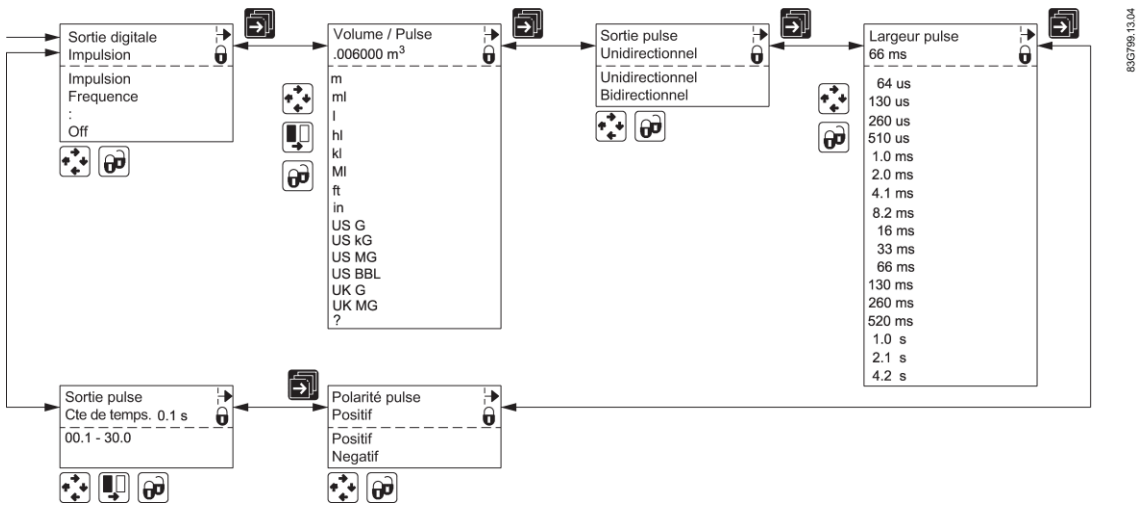 Sortie digitale
Impulsion
Impulsion
Frequence
:
Off
Volume / Pulse
.006000 m³
m
ml
l
hl
kl
Ml
ft
in
US G
US kG
US MG
US BBL
UK G
UK MG
?
Sortie pulse
Unidirectionnel
Unidirectionnel
Bidirectionnel
Largeur pulse
66 ms
64 us
130 us
260 us
510 us
1.0 ms
2.0 ms
4.1 ms
8.2 ms
16 ms
33 ms
66 ms
130 ms
260 ms
520 ms
1.0 s
2.1 s
4.2 s
83G799.13.04
Sortie pulse
Cte de temps. 0.1 s
00.1 - 30.0
Polarité pulse
Positif
Positif
Negatif